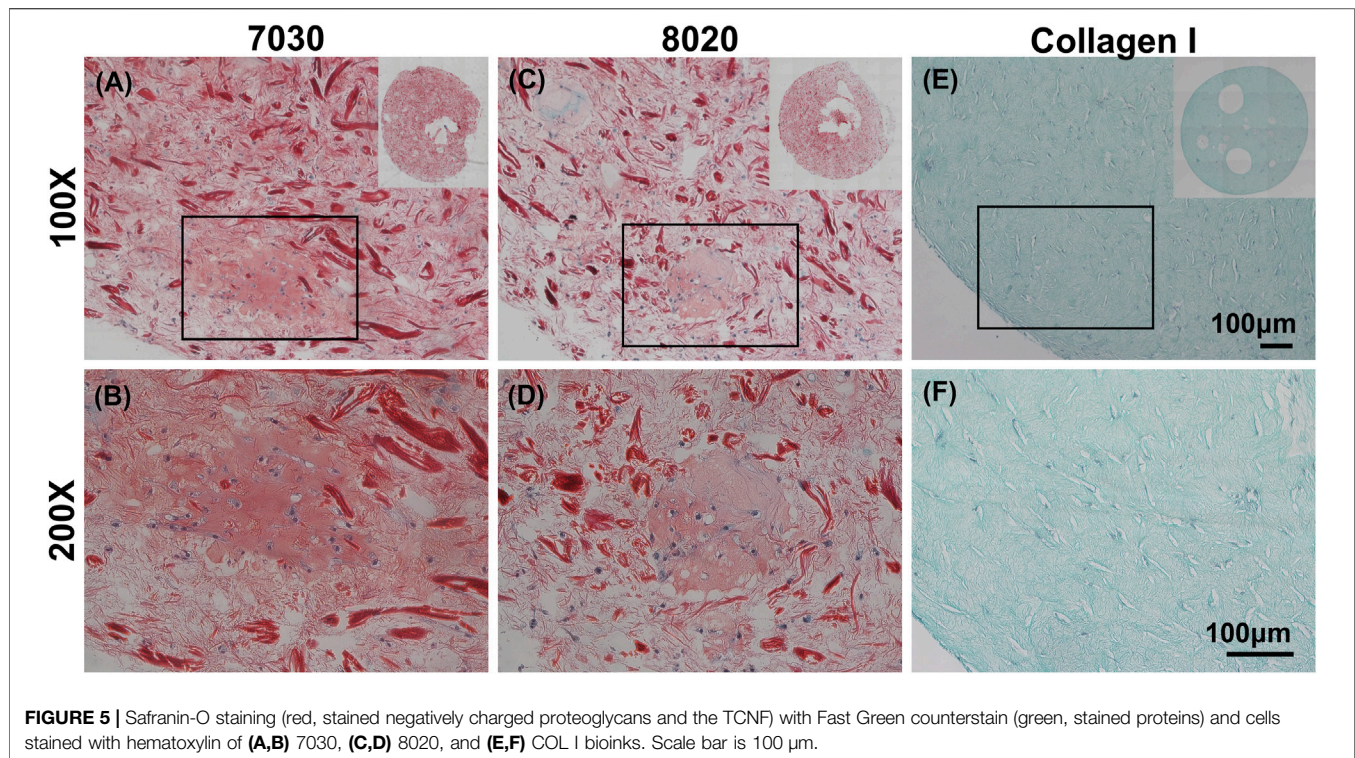 7030 8020 Collagen I
100X
(A) (C) (E)
100µm
200X
(B) (D) (F)
100µm
FIGURE 5 | Safranin-O staining (red, stained negatively charged proteoglycans and the TCNF) with Fast Green counterstain (green, stained proteins) and cells
stained with hematoxylin of (A,B) 7030, (C,D) 8020, and (E,F) COL I bioinks. Scale bar is 100 µm.